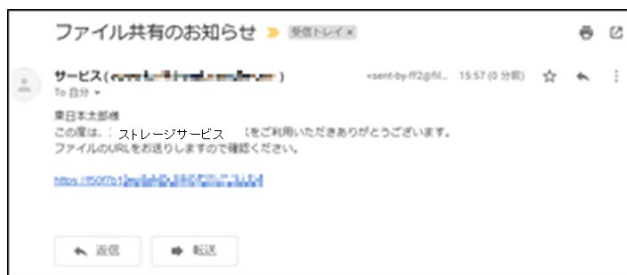 ファイル共有のお知らせ
受信トレイ ×
サービス(
<sent-by-ff2@fil... 15:57 (0 分前)
To 自分
東日本太郎様
この度は、ストレージサービス をご利用いただきありがとうございます。
ファイルのURLをお送りしますので確認ください。
返信
転送